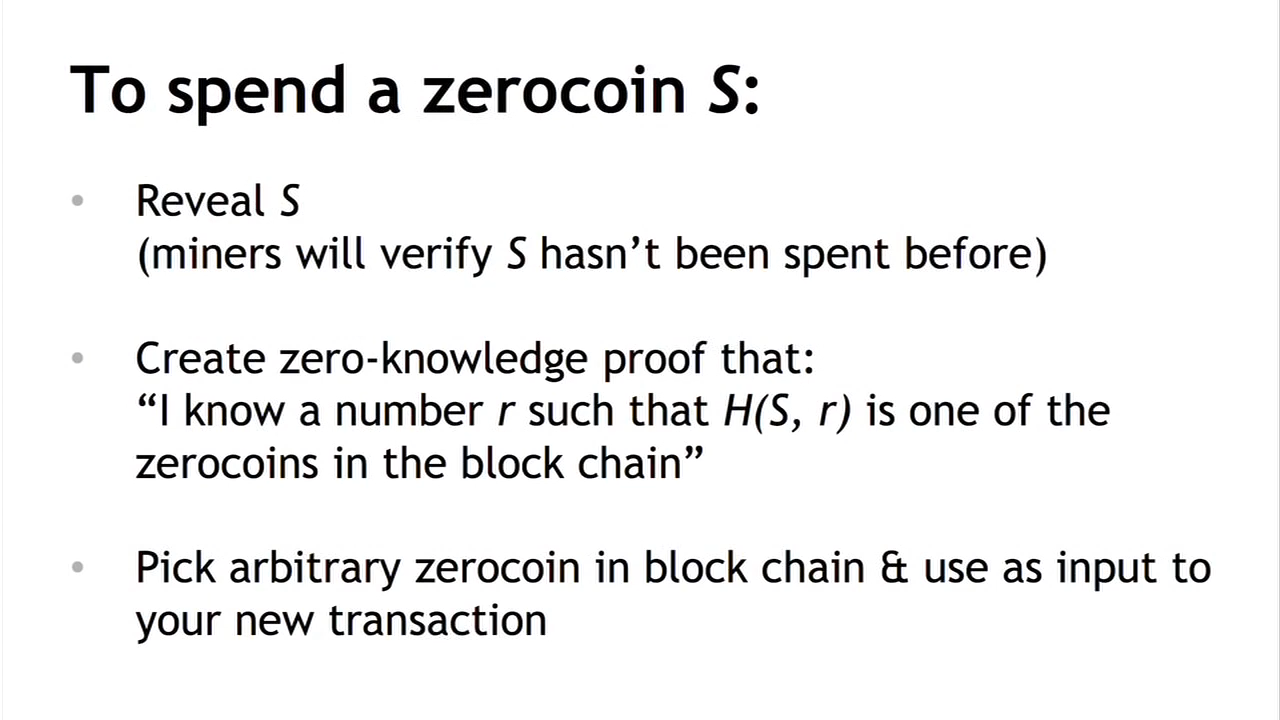 To spend a zerocoin S:
• Reveal S
(miners will verify S hasn’t been spent before)
• Create zero-knowledge proof that:
“I know a number r such that H(S, r) is one of the
zerocoins in the block chain”
• Pick arbitrary zerocoin in block chain & use as input to
your new transaction